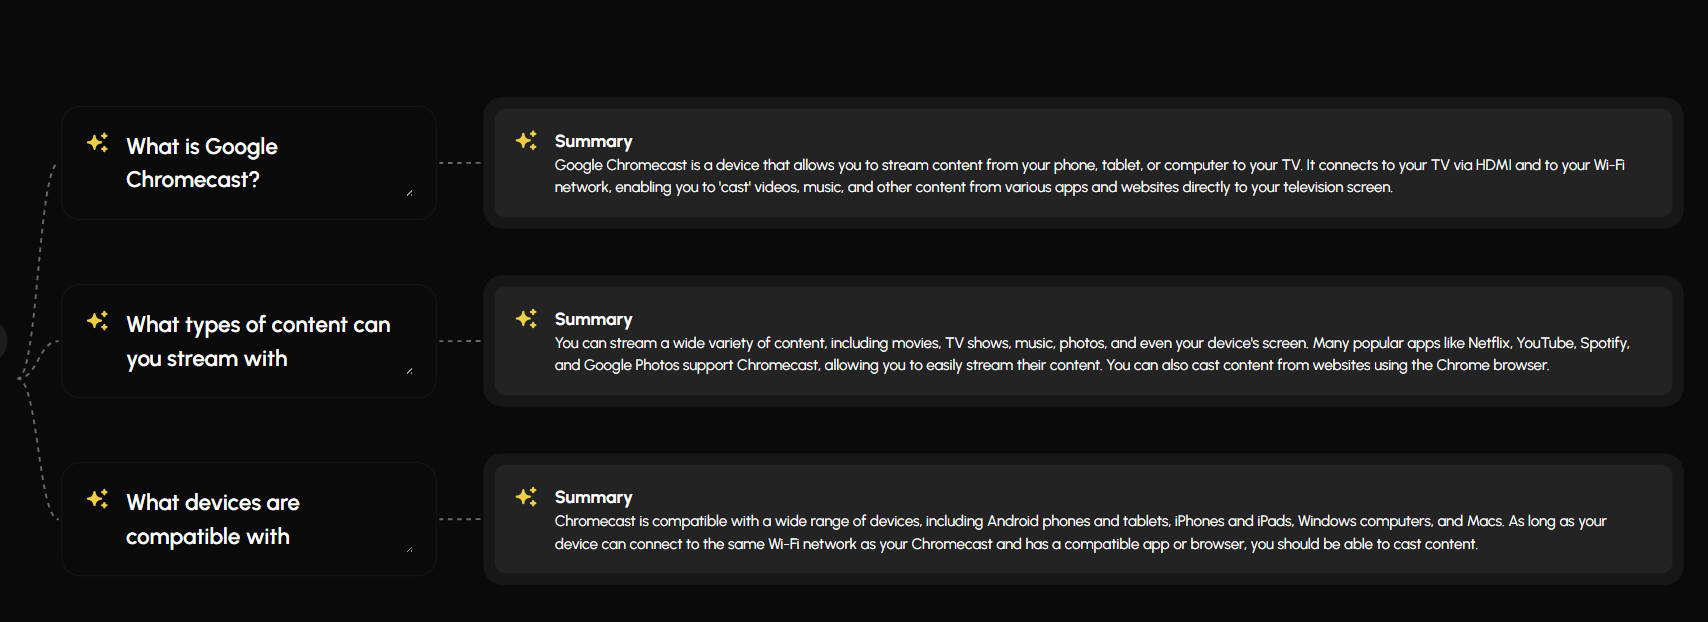 What is Google
Chromecast?
Summary
Google Chromecast is a device that allows you to stream content from your phone, tablet, or computer to your TV. It connects to your TV via HDMI and to your Wi-Fi
network, enabling you to 'cast' videos, music, and other content from various apps and websites directly to your television screen.
What types of content can
you stream with
Summary
You can stream a wide variety of content, including movies, TV shows, music, photos, and even your device's screen. Many popular apps like Netflix, YouTube, Spotify,
and Google Photos support Chromecast, allowing you to easily stream their content. You can also cast content from websites using the Chrome browser.
What devices are
compatible with
Summary
Chromecast is compatible with a wide range of devices, including Android phones and tablets, iPhones and iPads, Windows computers, and Macs. As long as your
device can connect to the same Wi-Fi network as your Chromecast and has a compatible app or browser, you should be able to cast content.